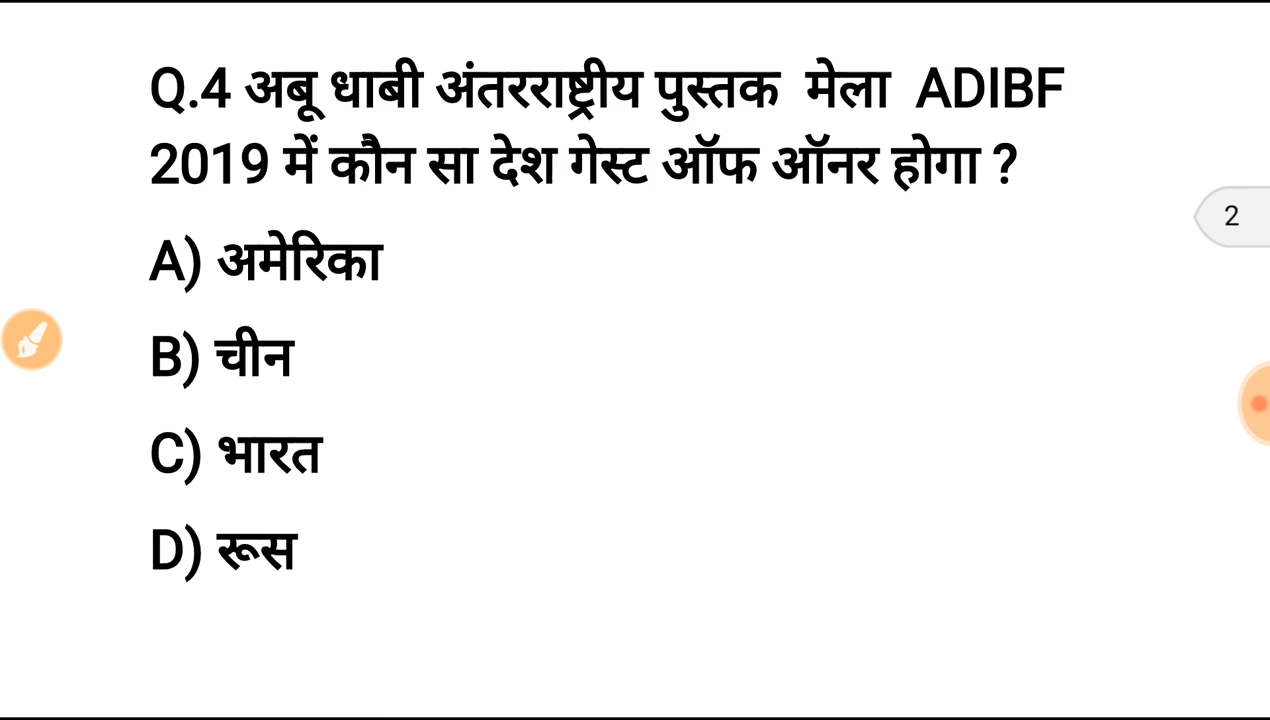 Q.4 अबू धाबी अंतरराष्ट्रीय पुस्तक मेला ADIBF
2019 में कौन सा देश गेस्ट ऑफ ऑनर होगा ?
A) अमेरिका
2
B) चीन
C) भारत
D) रूस